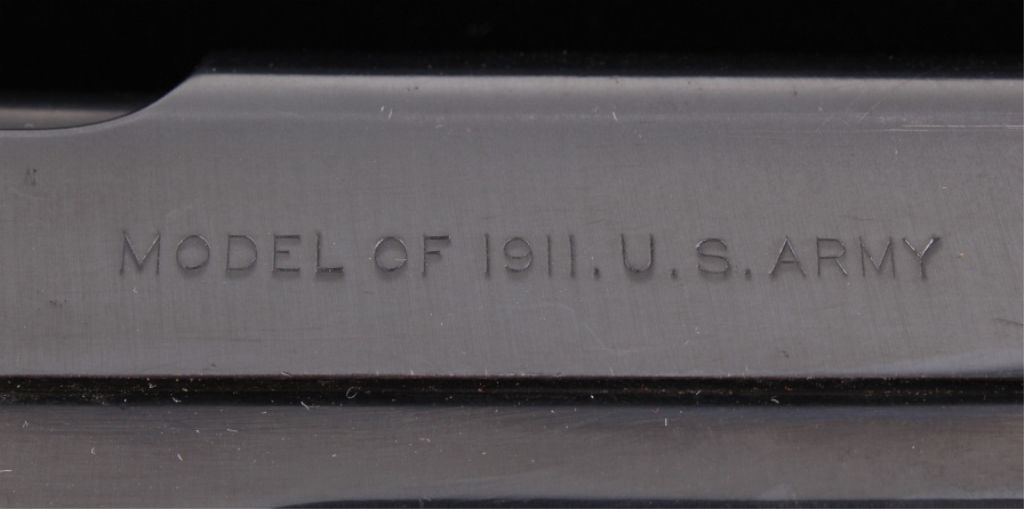 MODEL OF 1911. U. S. ARMY